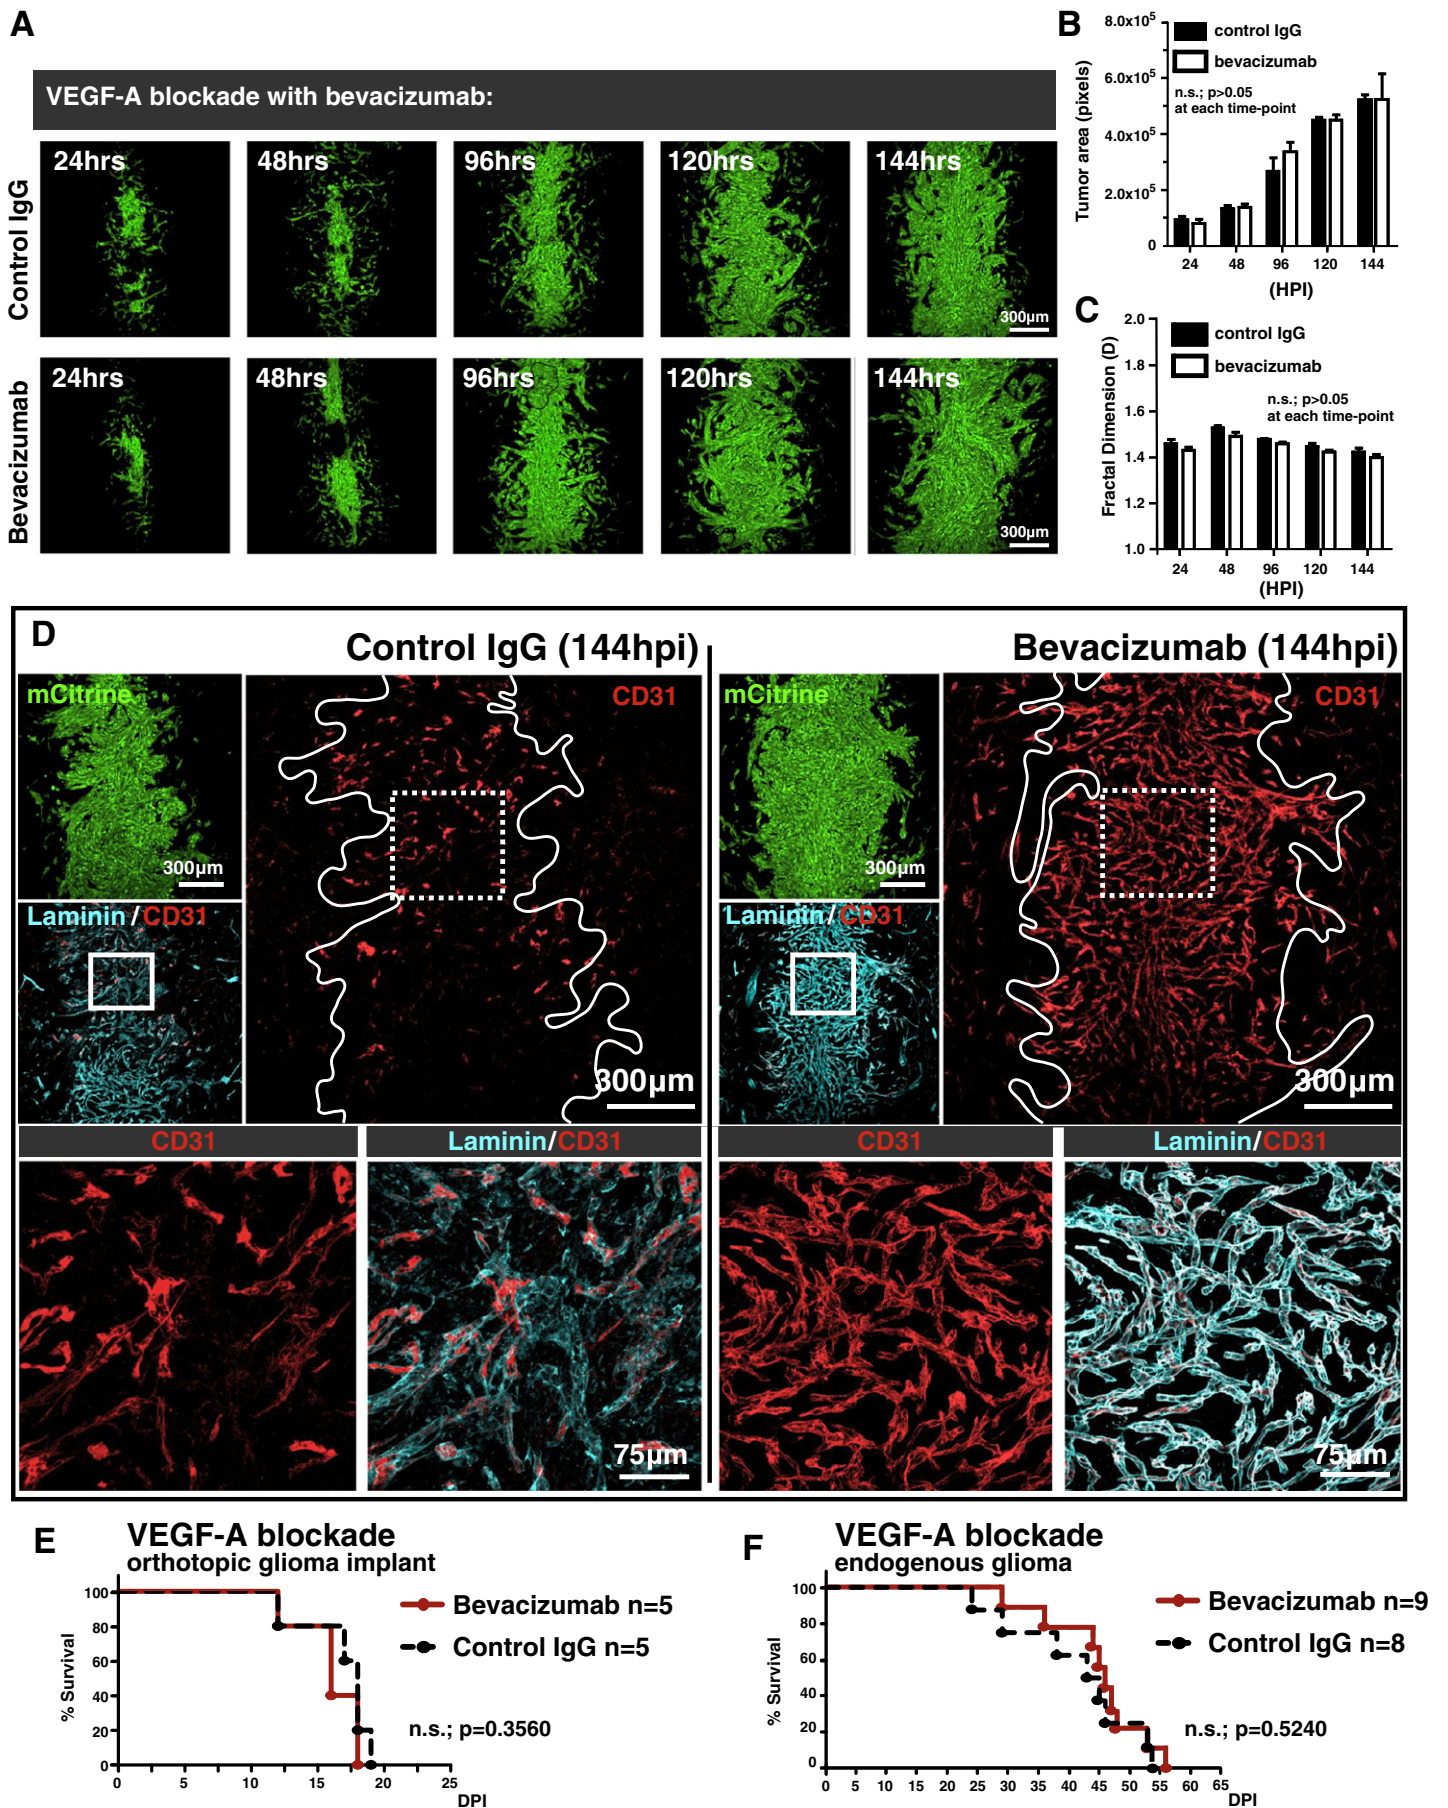 A
VEGF-A blockade with bevacizumab:
Control IgG
24hrs
48hrs
96hrs
120hrs
144hrs
300µm
Bevacizumab
24hrs
48hrs
96hrs
120hrs
144hrs
300µm
B
Tumor area (pixels)
8.0x10⁵
6.0x10⁵
4.0x10⁵
2.0x10⁵
0
control IgG
bevacizumab
n.s.; p>0.05
at each time-point
24 48 96 120 144
(HPI)
C
Fractal Dimension (D)
2.0
1.8
1.6
1.4
1.2
1.0
control IgG
bevacizumab
n.s.; p>0.05
at each time-point
24 48 96 120 144
(HPI)
D
Control IgG (144hpi)
mCitrine
300µm
CD31
300µm
Laminin/CD31
CD31
Laminin/CD31
75µm
Bevacizumab (144hpi)
mCitrine
300µm
CD31
300µm
Laminin/CD31
CD31
Laminin/CD31
75µm
E
VEGF-A blockade
orthotopic glioma implant
% Survival
100
80
60
40
20
0
Bevacizumab n=5
Control IgG n=5
n.s.; p=0.3560
0 5 10 15 20 25
DPI
F
VEGF-A blockade
endogenous glioma
% Survival
100
80
60
40
20
0
Bevacizumab n=9
Control IgG n=8
n.s.; p=0.5240
0 5 10 15 20 25 30 35 40 45 50 55 60 65
DPI